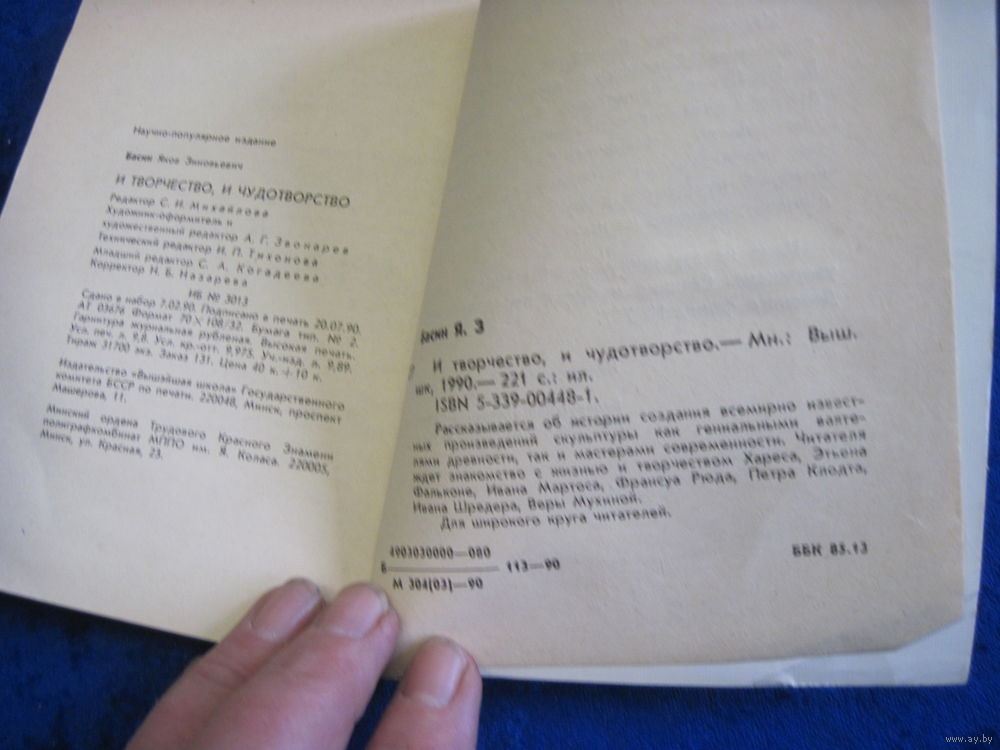 Научно-популярное издание
Басин Яков Зиновьевич
И ТВОРЧЕСТВО, И ЧУДОТВОРСТВО
Редактор С. И. Михайлова
Художник-оформитель и
художественный редактор А. Г. Звонарев
Технический редактор И. П. Тихонова
Младший редактор С. А. Когадеева
Корректор Н. Б. Назарева
ИБ № 3013
Сдано в набор 7.02.90. Подписано в печать 20.07.90.
АТ 03676 Формат 70×108/32. Бумага тип. № 2.
Гарнитура журнальная рубленая. Высокая печать.
Усл. печ. л. 9,8. Усл. кр.-отт. 9,975. Уч.-изд. л. 9,89.
Тираж 31700 экз. Заказ 131. Цена 40 к.+10 к.
Издательство «Вышэйшая школа» Государственного
комитета БССР по печати. 220048, Минск, проспект
Машерова, 11.
Минский ордена Трудового Красного Знамени
полиграфкомбинат МППО им. Я. Коласа. 220005,
Минск, ул. Красная, 23.
Басин Я. З
И творчество, и чудотворство.— Мн.: Выш.
шк, 1990.— 221 с.: ил.
ISBN 5-339-00448-1.
Рассказывается об истории создания всемирно извест-
ных произведений скульптуры как гениальными ваяте-
лями древности, так и мастерами современности. Читателя
ждет знакомство с жизнью и творчеством Хареса, Этьена
Фальконе, Ивана Мартоса, Франсуа Рюда, Петра Клодта,
Ивана Шредера, Веры Мухиной.
Для широкого круга читателей.
4903030000—080
113—90
М 304(03)—90
ББК 85.13
www.ay.by